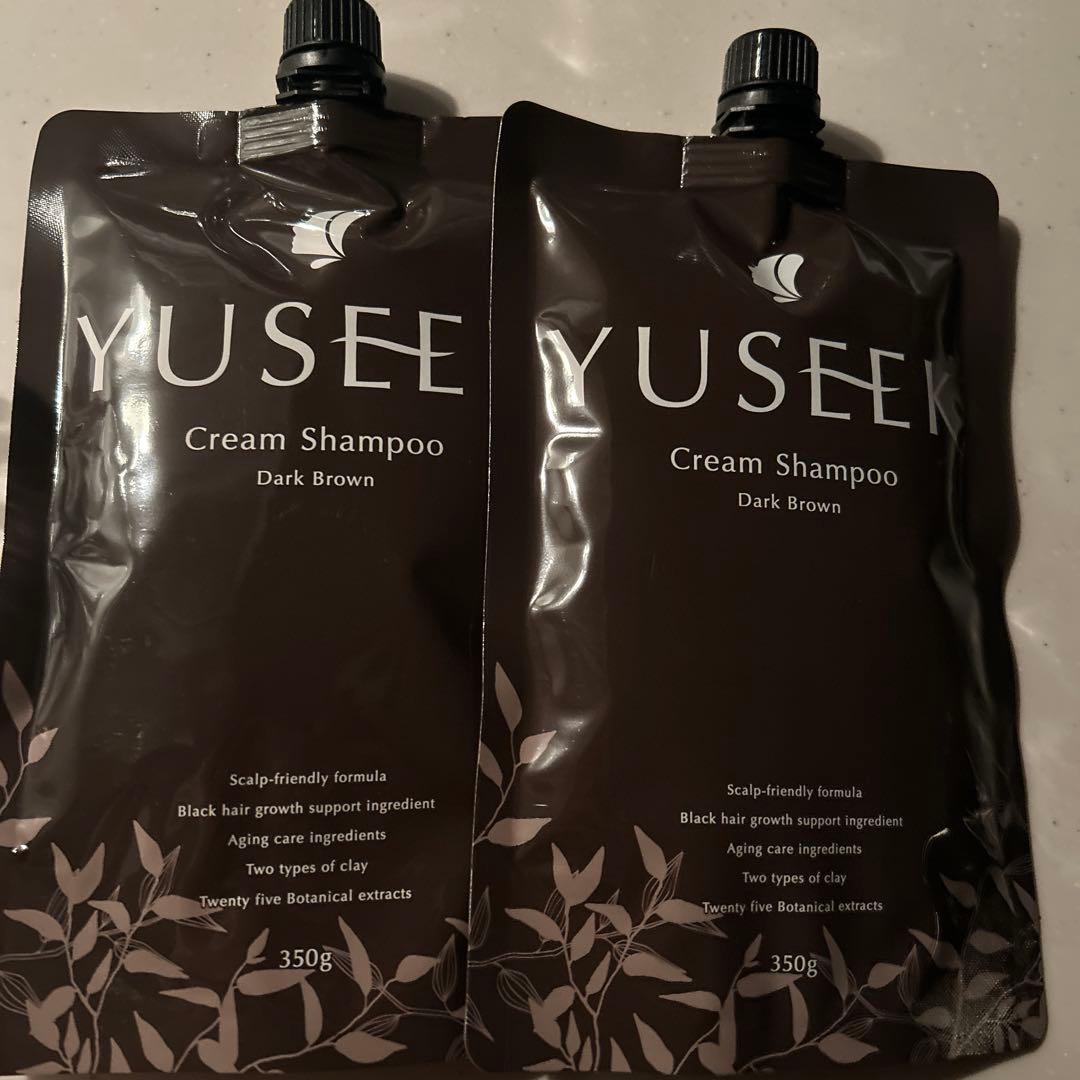 YUSEE
Cream Shampoo
Dark Brown
Scalp-friendly formula
Black hair growth support ingredient
Aging care ingredients
Two types of clay
Twenty five Botanical extracts
350g
YUSEEK
Cream Shampoo
Dark Brown
Scalp-friendly formula
Black hair growth support ingredient
Aging care ingredients
Two types of clay
Twenty five Botanical extracts
350g